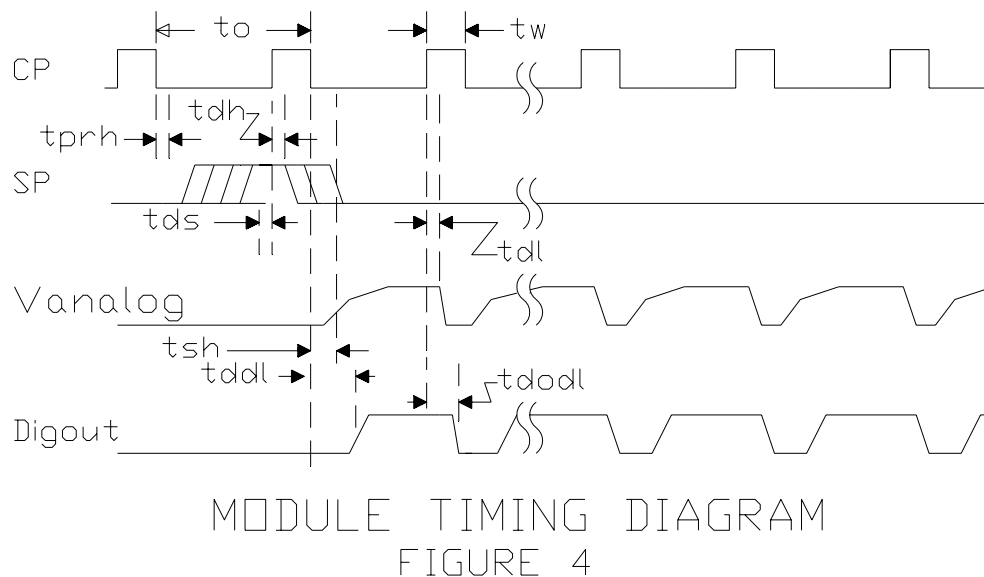 to
tw
CP
tdh
tprh
SP
tds
tdl
Vanalog
tsh
tddl
tdodl
Digout
MODULE TIMING DIAGRAM
FIGURE 4